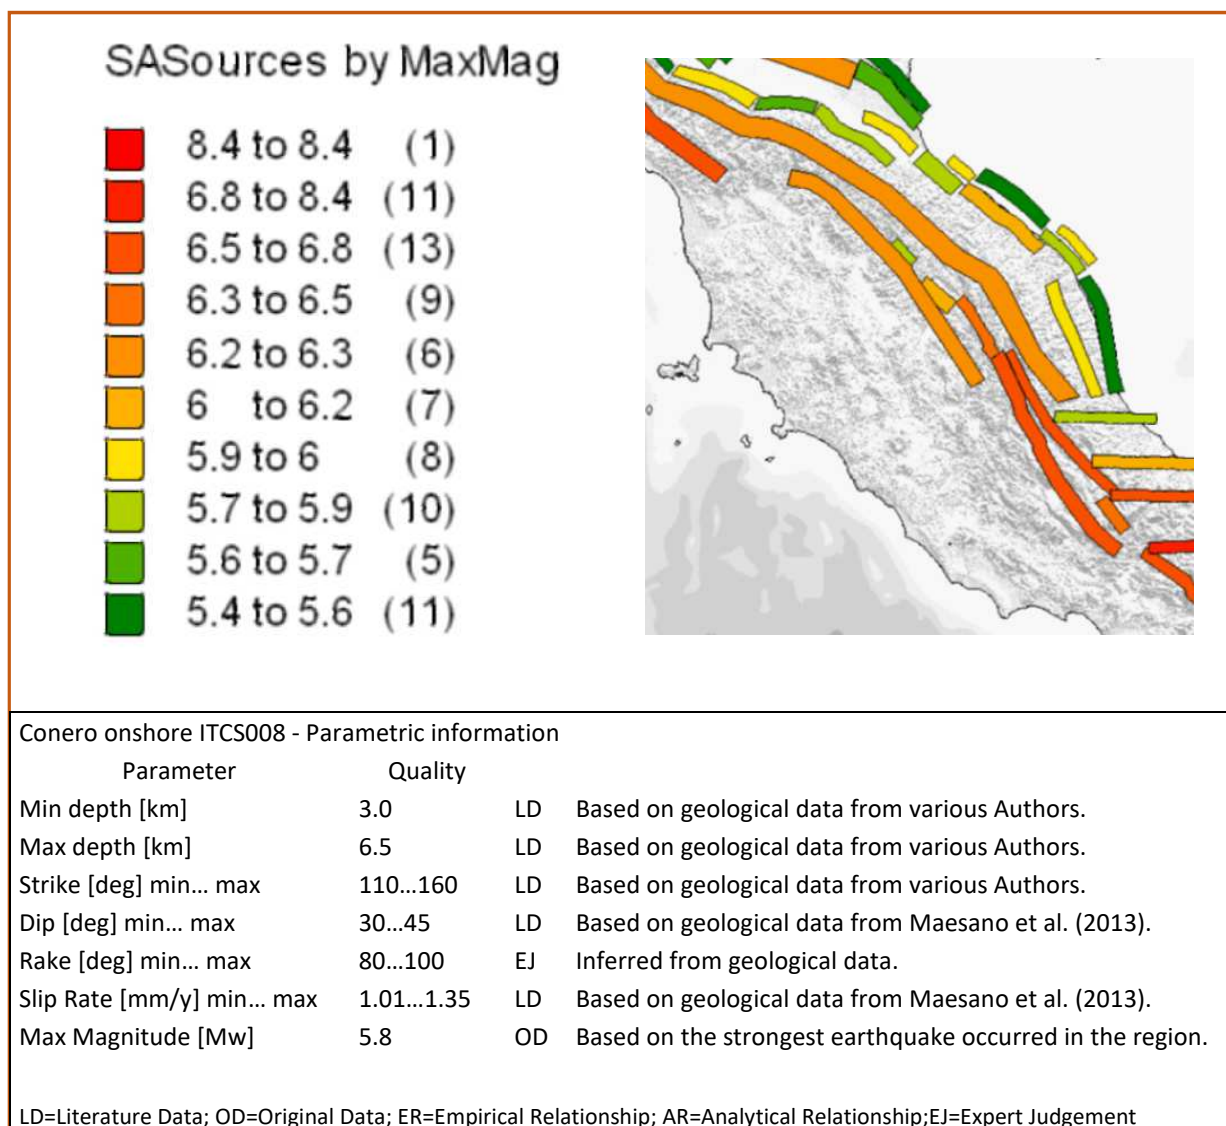 SASources by MaxMag
8.4 to 8.4 (1)
6.8 to 8.4 (11)
6.5 to 6.8 (13)
6.3 to 6.5 (9)
6.2 to 6.3 (6)
6 to 6.2 (7)
5.9 to 6 (8)
5.7 to 5.9 (10)
5.6 to 5.7 (5)
5.4 to 5.6 (11)
Conero onshore ITCS008 - Parametric information
Parameter Quality
Min depth [km] 3.0 LD Based on geological data from various Authors.
Max depth [km] 6.5 LD Based on geological data from various Authors.
Strike [deg] min... max 110...160 LD Based on geological data from various Authors.
Dip [deg] min... max 30...45 LD Based on geological data from Maesano et al. (2013).
Rake [deg] min... max 80...100 EJ Inferred from geological data.
Slip Rate [mm/y] min... max 1.01...1.35 LD Based on geological data from Maesano et al. (2013).
Max Magnitude [Mw] 5.8 OD Based on the strongest earthquake occurred in the region.
LD=Literature Data; OD=Original Data; ER=Empirical Relationship; AR=Analytical Relationship;EJ=Expert Judgement